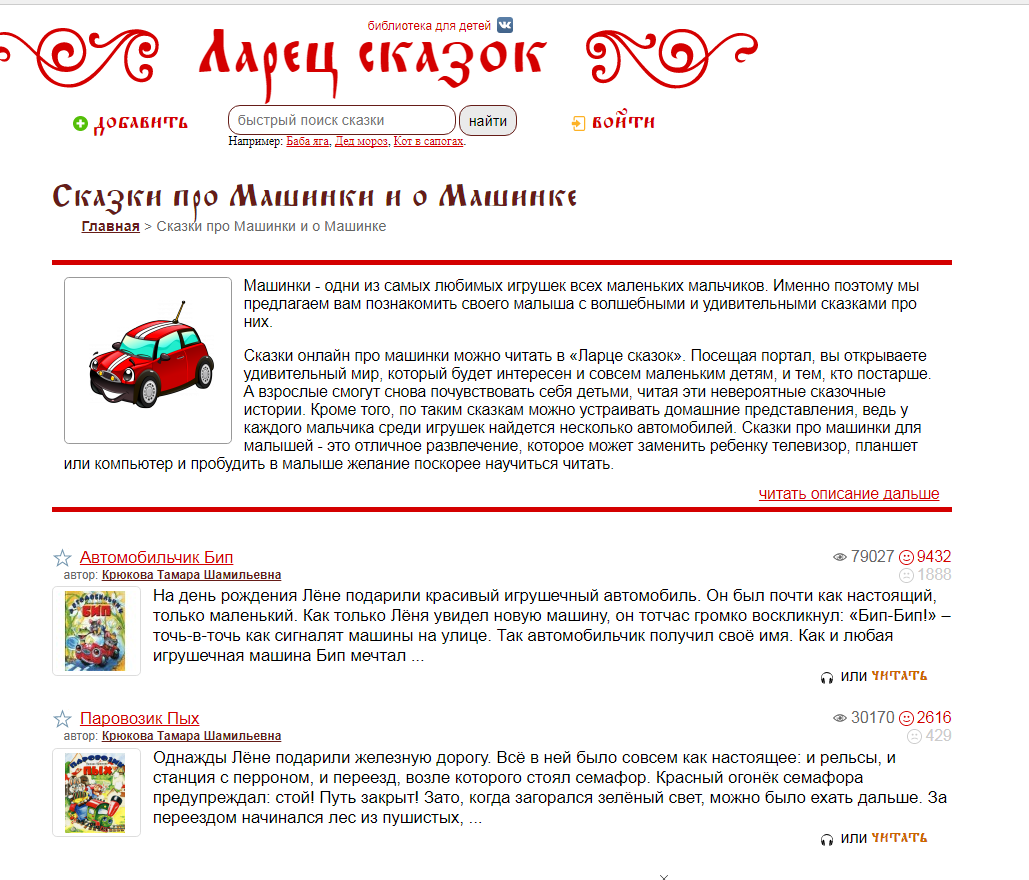 библиотека для детей
Ларец сказок
добавить
быстрый поиск сказки
найти
войти
Например: Баба яга, Дед мороз, Кот в сапогах.
Сказки про Машинки и о Машинке
Главная > Сказки про Машинки и о Машинке
Машинки - одни из самых любимых игрушек всех маленьких мальчиков. Именно поэтому мы
предлагаем вам познакомить своего малыша с волшебными и удивительными сказками про
них.
Сказки онлайн про машинки можно читать в «Ларце сказок». Посещая портал, вы открываете
удивительный мир, который будет интересен и совсем маленьким детям, и тем, кто постарше.
А взрослые смогут снова почувствовать себя детьми, читая эти невероятные сказочные
истории. Кроме того, по таким сказкам можно устраивать домашние представления, ведь у
каждого мальчика среди игрушек найдется несколько автомобилей. Сказки про машинки для
малышей - это отличное развлечение, которое может заменить ребенку телевизор, планшет
или компьютер и пробудить в малыше желание поскорее научиться читать.
читать описание дальше
Автомобильчик Бип
79027 9432
автор: Крюкова Тамара Шамильевна
1888
БИП
На день рождения Лёне подарили красивый игрушечный автомобиль. Он был почти как настоящий,
только маленький. Как только Лёня увидел новую машину, он тотчас громко воскликнул: «Бип-Бип!» –
точь-в-точь как сигналят машины на улице. Так автомобильчик получил своё имя. Как и любая
игрушечная машина Бип мечтал ...
или читать
Паровозик Пых
30170 2616
автор: Крюкова Тамара Шамильевна
429
ПАРОВОЗИК
ПЫХ
Однажды Лёне подарили железную дорогу. Всё в ней было совсем как настоящее: и рельсы, и
станция с перроном, и переезд, возле которого стоял семафор. Красный огонёк семафора
предупреждал: стой! Путь закрыт! Зато, когда загорался зелёный свет, можно было ехать дальше. За
переездом начинался лес из пушистых, ...
или читать